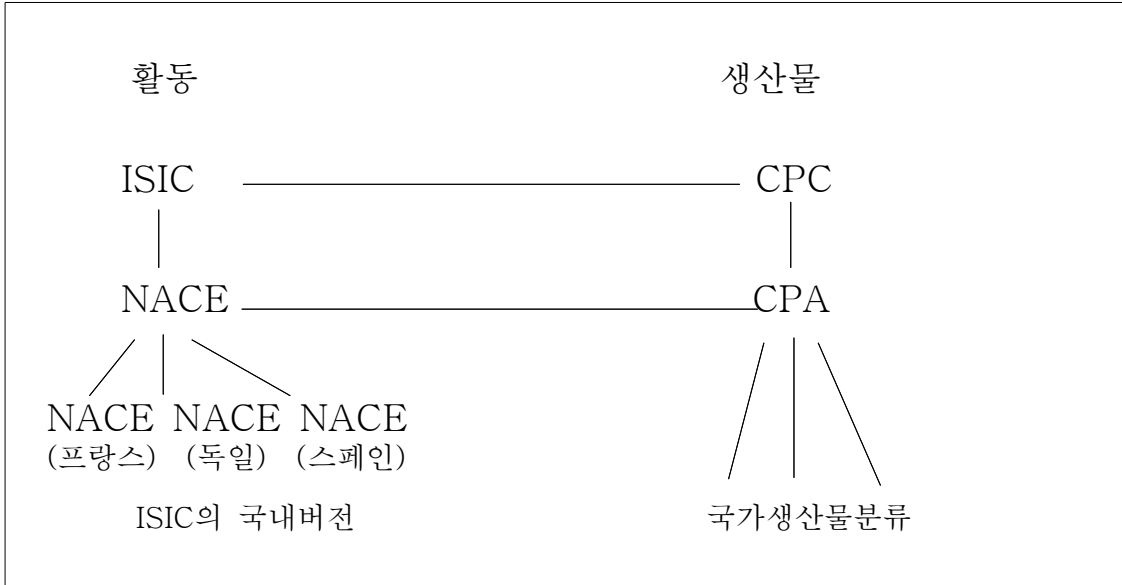 활동 생산물
ISIC CPC
NACE CPA
NACE NACE NACE
(프랑스) (독일) (스페인)
ISIC의 국내버전 국가생산물분류